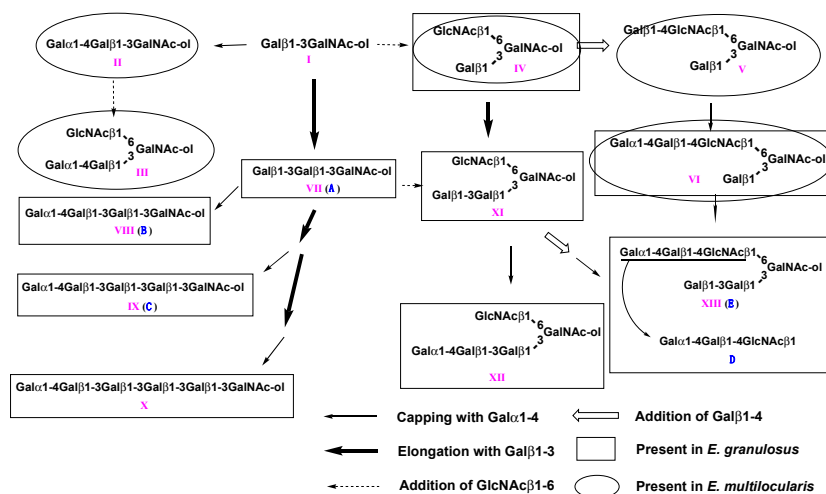 Galα1-4Galβ1-3GalNAc-ol
II
Galβ1-3GalNAc-ol
I
GlcNAcβ1
6
GalNAc-ol
3
Galβ1
IV
Galβ1-4GlcNAcβ1
6
GalNAc-ol
3
Galβ1
V
GlcNAcβ1
6
GalNAc-ol
3
Galα1-4Galβ1
III
Galβ1-3Galβ1-3GalNAc-ol
VII (A)
GlcNAcβ1
6
GalNAc-ol
3
Galβ1-3Galβ1
XI
Galα1-4Galβ1-4GlcNAcβ1
6
GalNAc-ol
3
Galβ1
VI
Galα1-4Galβ1-3Galβ1-3GalNAc-ol
VIII (B)
Galα1-4Galβ1-3Galβ1-3Galβ1-3GalNAc-ol
IX (C)
Galα1-4Galβ1-4GlcNAcβ1
6
GalNAc-ol
3
Galβ1-3Galβ1
XIII (E)
Galα1-4Galβ1-4GlcNAcβ1
D
GlcNAcβ1
6
GalNAc-ol
3
Galα1-4Galβ1-3Galβ1
XII
Galα1-4Galβ1-3Galβ1-3Galβ1-3Galβ1-3GalNAc-ol
X
Capping with Galα1-4
Addition of Galβ1-4
Elongation with Galβ1-3
Present in E. granulosus
Addition of GlcNAcβ1-6
Present in E. multilocularis